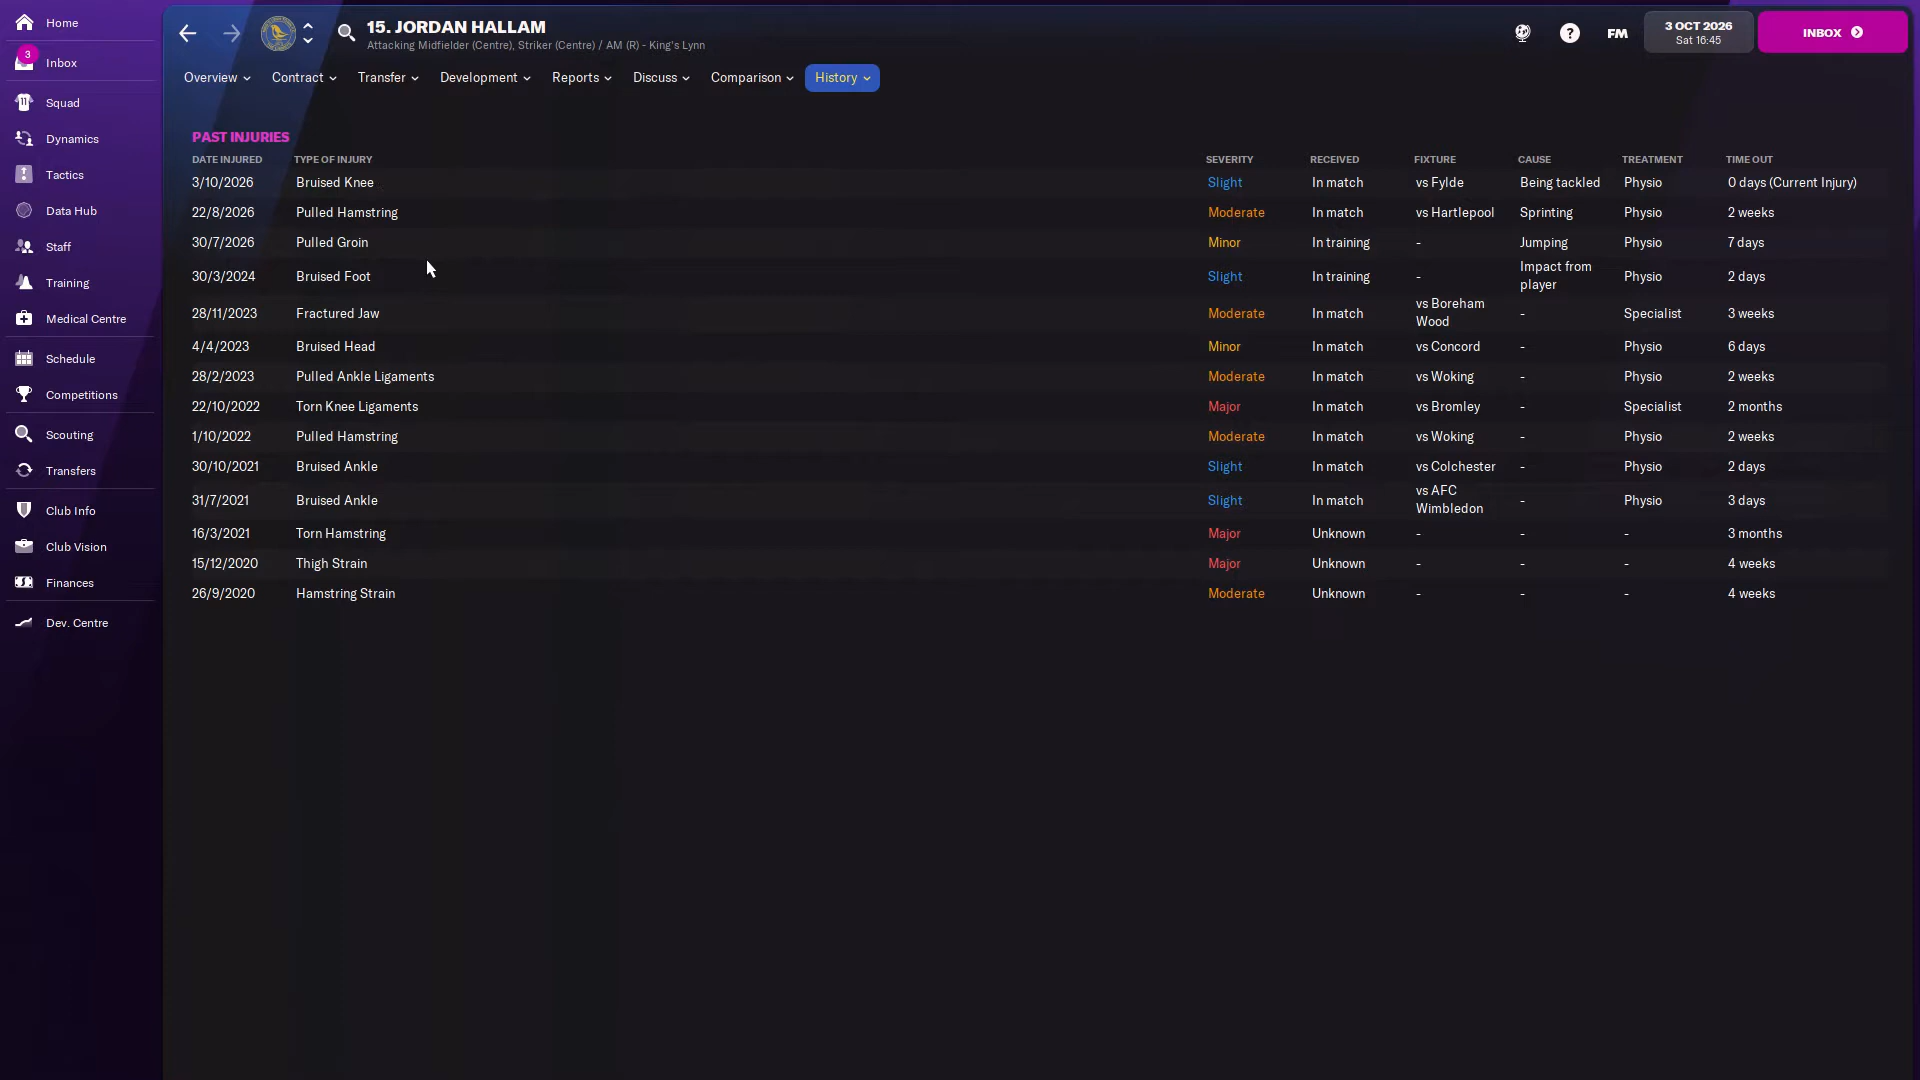 Home
3
Inbox
Squad
Dynamics
Tactics
Data Hub
Staff
Training
Medical Centre
Schedule
Competitions
Scouting
Transfers
Club Info
Club Vision
Finances
Dev. Centre
15. JORDAN HALLAM
Attacking Midfielder (Centre), Striker (Centre) / AM (R) - King's Lynn
? FM
3 OCT 2026
Sat 16:45
INBOX
Overview Contract Transfer Development Reports Discuss Comparison History
PAST INJURIES
DATE INJURED TYPE OF INJURY SEVERITY RECEIVED FIXTURE CAUSE TREATMENT TIME OUT
3/10/2026 Bruised Knee Slight In match vs Fylde Being tackled Physio 0 days (Current Injury)
22/8/2026 Pulled Hamstring Moderate In match vs Hartlepool Sprinting Physio 2 weeks
30/7/2026 Pulled Groin Minor In training - Jumping Physio 7 days
30/3/2024 Bruised Foot Slight In training - Impact from
player Physio 2 days
28/11/2023 Fractured Jaw Moderate In match vs Boreham
Wood - Specialist 3 weeks
4/4/2023 Bruised Head Minor In match vs Concord - Physio 6 days
28/2/2023 Pulled Ankle Ligaments Moderate In match vs Woking - Physio 2 weeks
22/10/2022 Torn Knee Ligaments Major In match vs Bromley - Specialist 2 months
1/10/2022 Pulled Hamstring Moderate In match vs Woking - Physio 2 weeks
30/10/2021 Bruised Ankle Slight In match vs Colchester - Physio 2 days
31/7/2021 Bruised Ankle Slight In match vs AFC
Wimbledon - Physio 3 days
16/3/2021 Torn Hamstring Major Unknown - - - 3 months
15/12/2020 Thigh Strain Major Unknown - - - 4 weeks
26/9/2020 Hamstring Strain Moderate Unknown - - - 4 weeks